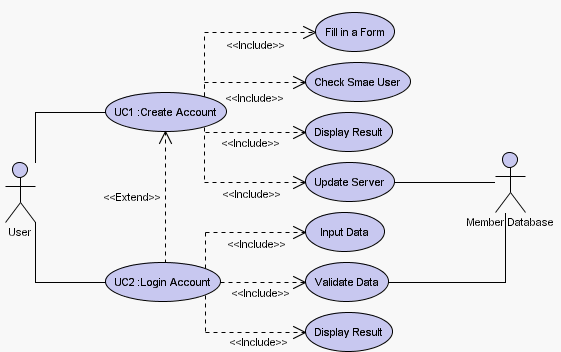 Fill in a Form
<<Include>>
Check Smae User
<<Include>>
UC1 :Create Account
Display Result
<<Include>>
Update Server
<<Include>>
<<Extend>>
User
Member Database
Input Data
<<Include>>
UC2 :Login Account
Validate Data
<<Include>>
Display Result
<<Include>>